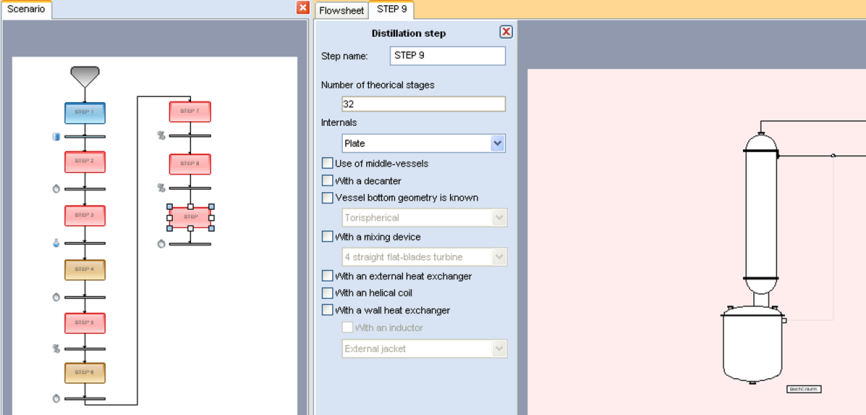 Scenario
STEP 1
STEP 2
STEP 3
STEP 4
STEP 5
STEP 6
STEP 7
STEP 8
STEP
Flowsheet
STEP 9
Distillation step
Step name:
STEP 9
Number of theorical stages
32
Internals
Plate
Use of middle-vessels
With a decanter
Vessel bottom geometry is known
Torispherical
With a mixing device
4 straight flat-blades turbine
With an external heat exchanger
With an helical coil
With a wall heat exchanger
With an inductor
External jacket